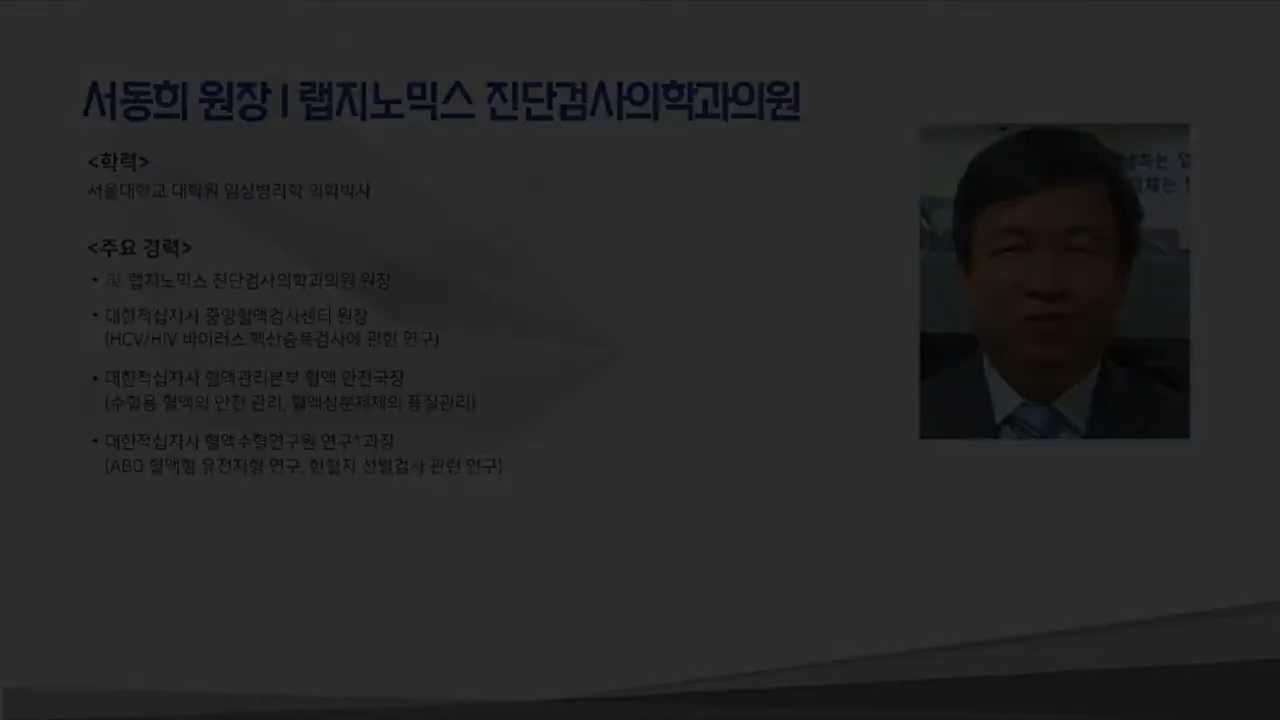 서동희 원장 | 랩지노믹스 진단검사의학과의원
<학력>
서울대학교 대학원 임상병리학 의학박사
<주요 경력>
• 現 랩지노믹스 진단검사의학과의원 원장
• 대한적십자사 중앙혈액검사센터 원장
(HCV/HIV 바이러스 핵산증폭검사에 관한 연구)
• 대한적십자사 혈액관리본부 혈액 안전국장
(수혈용 혈액의 안전 관리, 혈액성분제제의 품질관리)
• 대한적십자사 혈액수혈연구원 연구1과장
(ABO 혈액형 유전자형 연구, 헌혈자 선별검사 관련 연구)